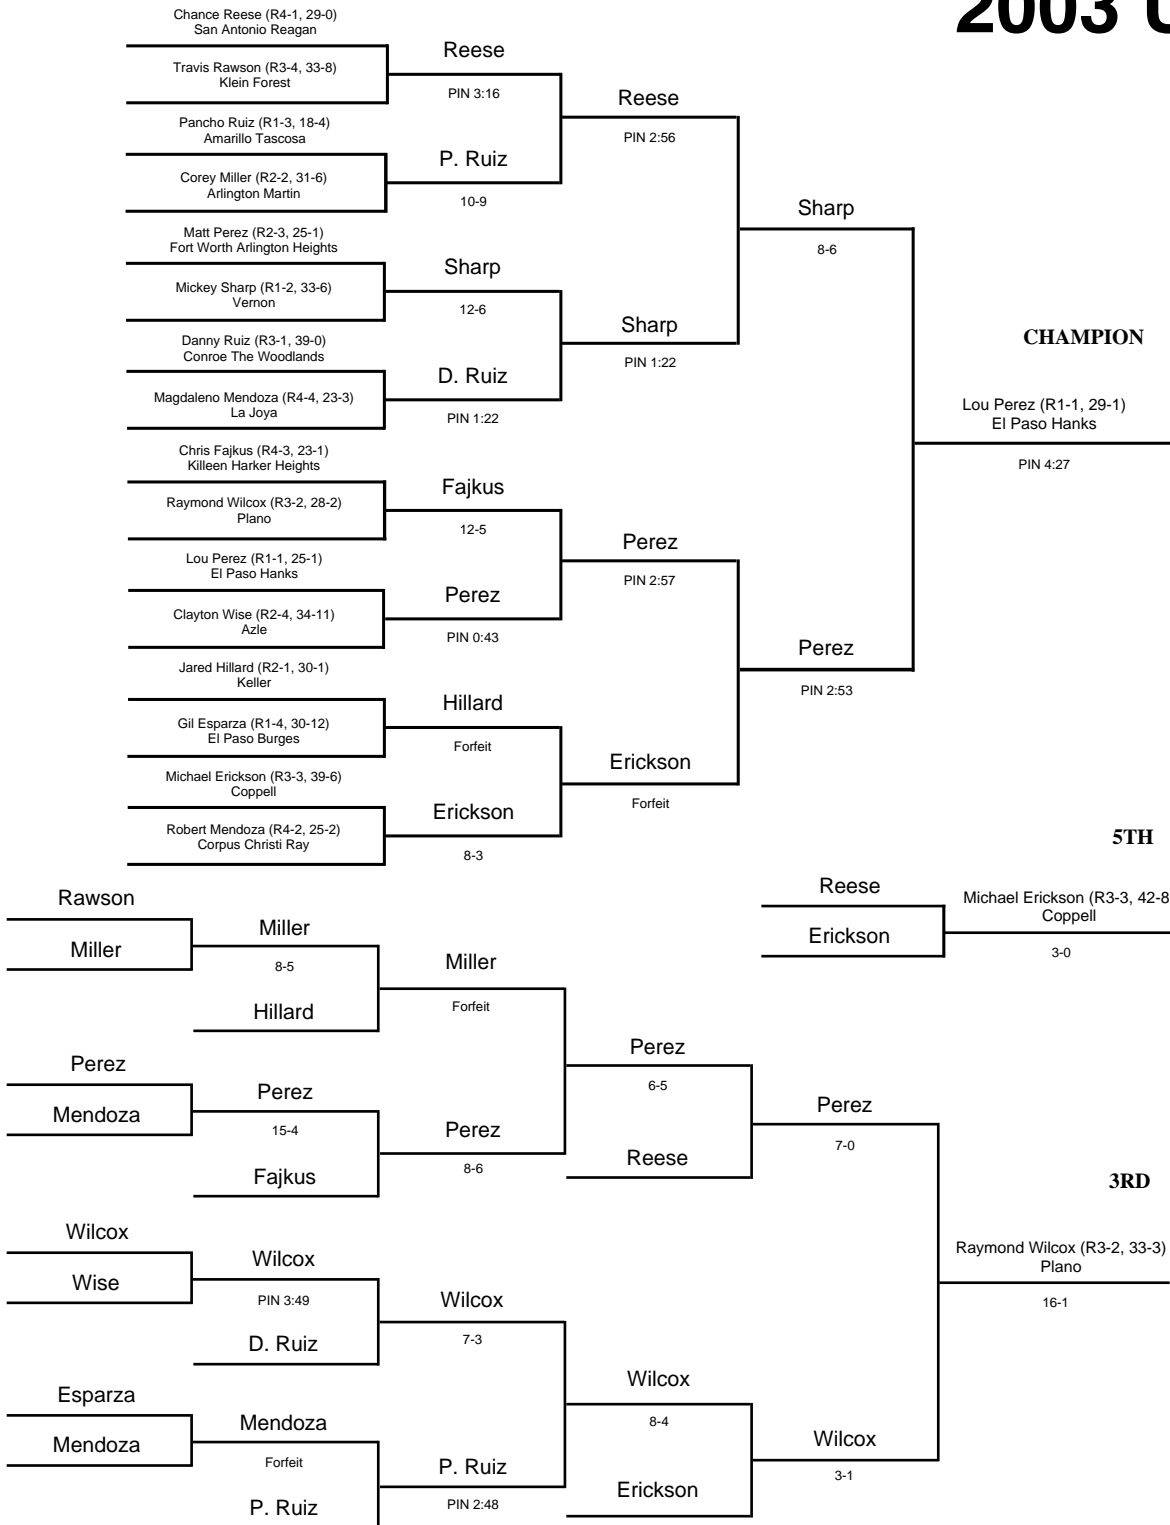 2003 U
Chance Reese (R4-1, 29-0)
San Antonio Reagan
Travis Rawson (R3-4, 33-8)
Klein Forest
Pancho Ruiz (R1-3, 18-4)
Amarillo Tascosa
Corey Miller (R2-2, 31-6)
Arlington Martin
Matt Perez (R2-3, 25-1)
Fort Worth Arlington Heights
Mickey Sharp (R1-2, 33-6)
Vernon
Danny Ruiz (R3-1, 39-0)
Conroe The Woodlands
Magdaleno Mendoza (R4-4, 23-3)
La Joya
Chris Fajkus (R4-3, 23-1)
Killeen Harker Heights
Raymond Wilcox (R3-2, 28-2)
Plano
Lou Perez (R1-1, 25-1)
El Paso Hanks
Clayton Wise (R2-4, 34-11)
Azle
Jared Hillard (R2-1, 30-1)
Keller
Gil Esparza (R1-4, 30-12)
El Paso Burges
Michael Erickson (R3-3, 39-6)
Coppell
Robert Mendoza (R4-2, 25-2)
Corpus Christi Ray
Reese
PIN 3:16
P. Ruiz
10-9
Sharp
12-6
D. Ruiz
PIN 1:22
Fajkus
12-5
Perez
PIN 0:43
Hillard
Forfeit
Erickson
8-3
Reese
PIN 2:56
Sharp
PIN 1:22
Perez
PIN 2:57
Erickson
Forfeit
Sharp
8-6
Perez
PIN 2:53
CHAMPION
Lou Perez (R1-1, 29-1)
El Paso Hanks
PIN 4:27
5TH
Reese
Erickson
Michael Erickson (R3-3, 42-8
Coppell
3-0
Rawson
Miller
Perez
Mendoza
Wilcox
Wise
Esparza
Mendoza
Miller
8-5
Hillard
Perez
15-4
Fajkus
Wilcox
PIN 3:49
D. Ruiz
Mendoza
Forfeit
P. Ruiz
Miller
Forfeit
Perez
8-6
Wilcox
7-3
P. Ruiz
PIN 2:48
Perez
6-5
Reese
Wilcox
8-4
Erickson
Perez
7-0
Wilcox
3-1
3RD
Raymond Wilcox (R3-2, 33-3)
Plano
16-1